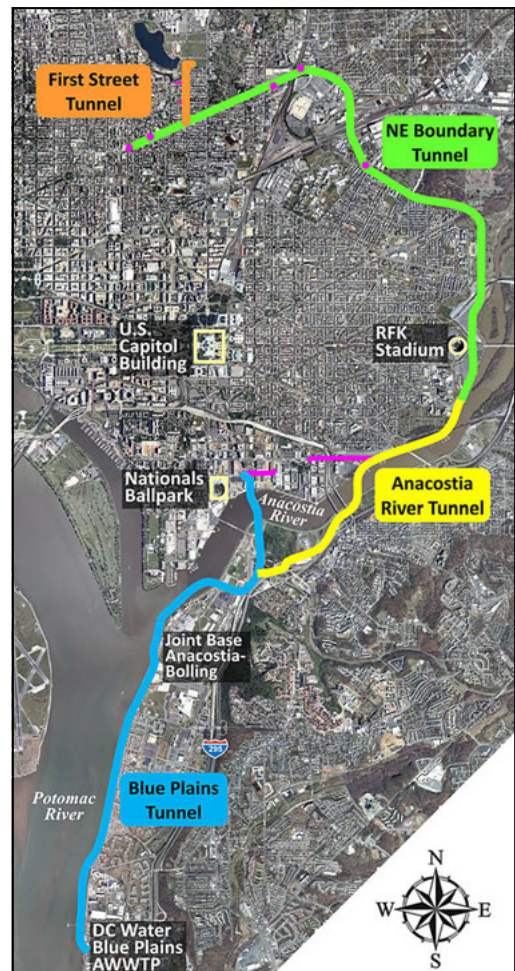 First Street
Tunnel
NE Boundary
Tunnel
U.S.
Capitol
Building
RFK
Stadium
Nationals
Ballpark
Anacostia
River
Anacostia
River Tunnel
Joint Base
Anacostia-
Bolling
295
Blue Plains
Tunnel
Potomac
River
DC Water
Blue Plains
AWWTP
N
W
E
S